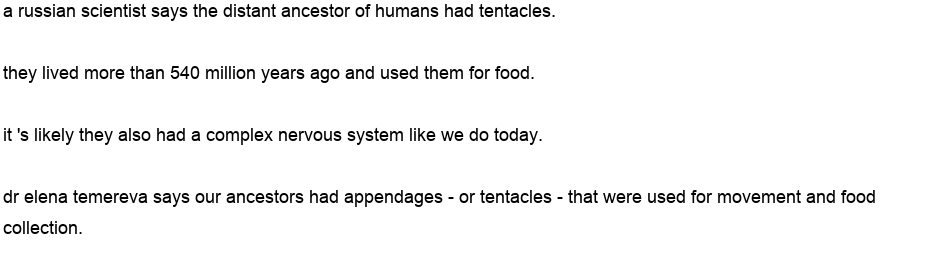 a russian scientist says the distant ancestor of humans had tentacles.
they lived more than 540 million years ago and used them for food.
it 's likely they also had a complex nervous system like we do today.
dr elena temereva says our ancestors had appendages - or tentacles - that were used for movement and food
collection.